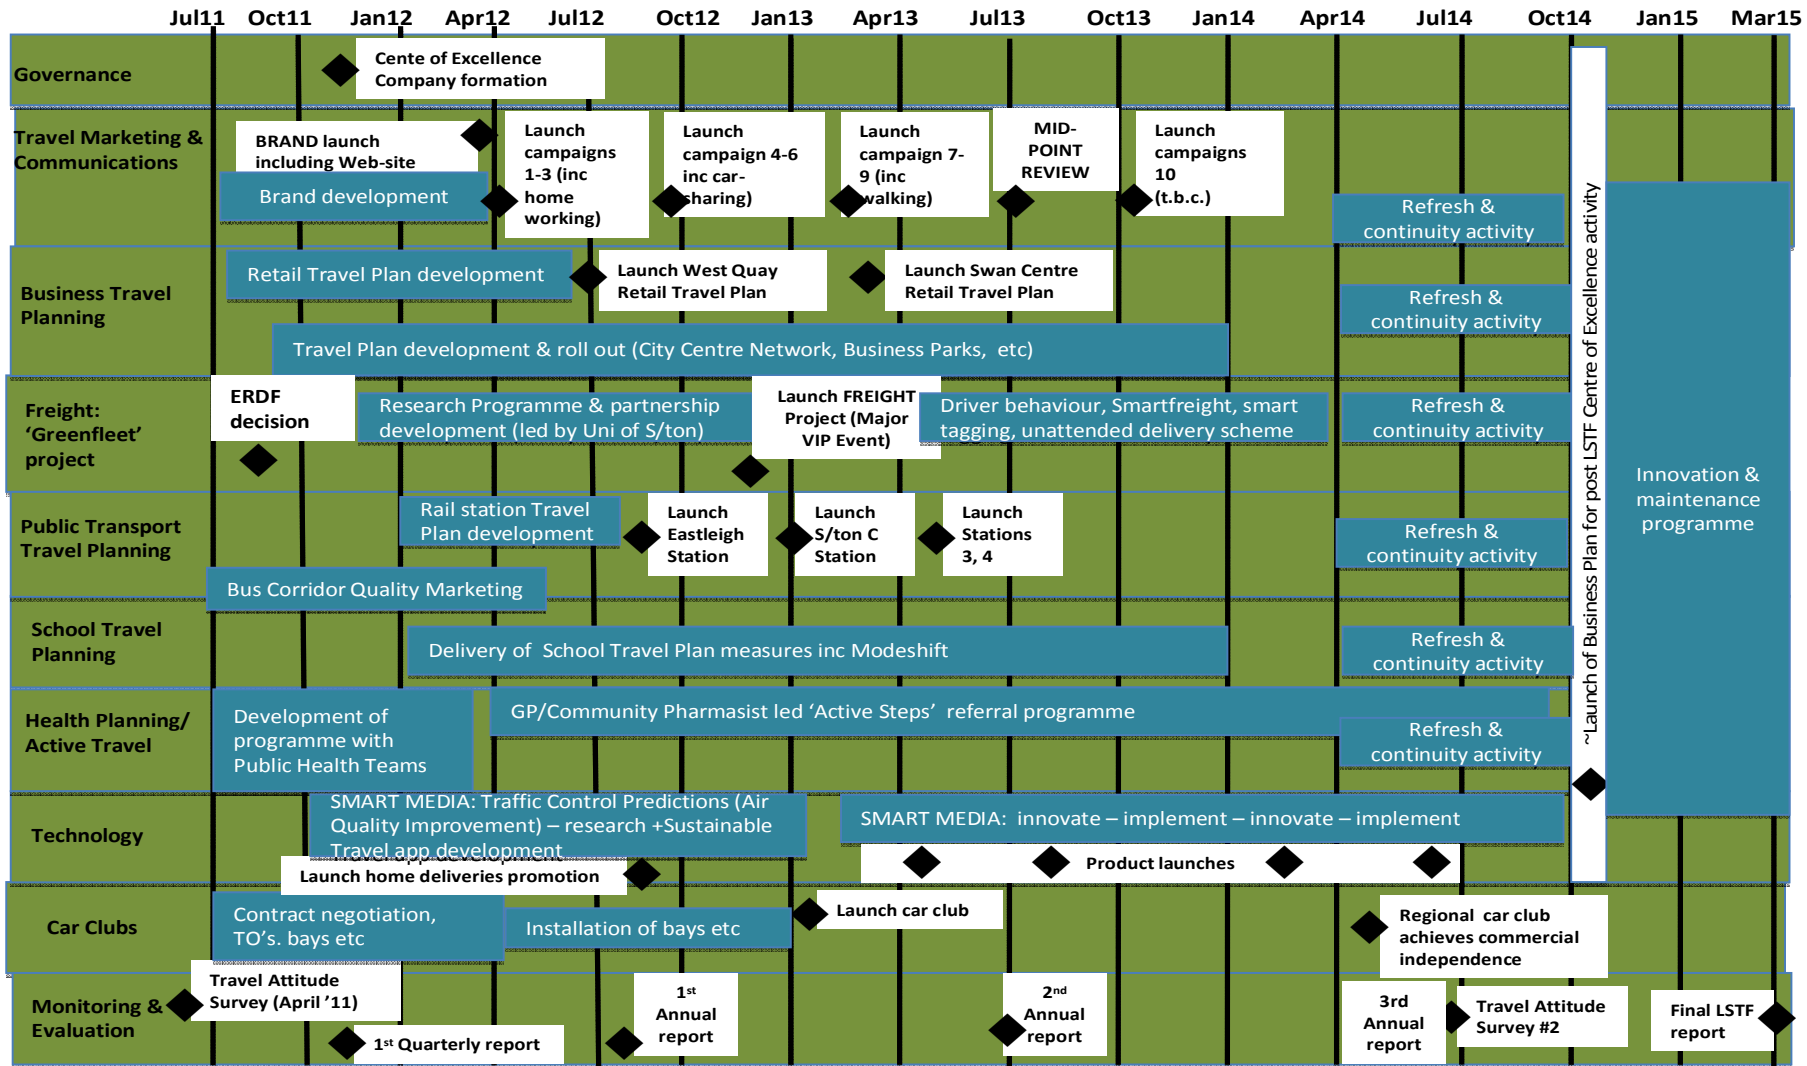 Jul11 Oct11 Jan12 Apr12 Jul12 Oct12 Jan13 Apr13 Jul13 Oct13 Jan14 Apr14 Jul14 Oct14 Jan15 Mar15
Governance
Cente of Excellence
Company formation
Travel Marketing &
Communications
BRAND launch
including Web-site
Brand development
Launch
campaigns
1-3 (inc
home
working)
Launch
campaign 4-6
inc car-
sharing)
Launch
campaign 7-
9 (inc
walking)
MID-
POINT
REVIEW
Launch
campaigns
10
(t.b.c.)
Refresh &
continuity activity
Business Travel
Planning
Retail Travel Plan development
Launch West Quay
Retail Travel Plan
Launch Swan Centre
Retail Travel Plan
Refresh &
continuity activity
Travel Plan development & roll out (City Centre Network, Business Parks, etc)
Freight:
‘Greenfleet’
project
ERDF
decision
Research Programme & partnership
development (led by Uni of S/ton)
Launch FREIGHT
Project (Major
VIP Event)
Driver behaviour, Smartfreight, smart
tagging, unattended delivery scheme
Refresh &
continuity activity
Public Transport
Travel Planning
Rail station Travel
Plan development
Launch
Eastleigh
Station
Launch
S/ton C
Station
Launch
Stations
3, 4
Refresh &
continuity activity
Bus Corridor Quality Marketing
School Travel
Planning
Delivery of School Travel Plan measures inc Modeshift
Refresh &
continuity activity
Health Planning/
Active Travel
Development of
programme with
Public Health Teams
GP/Community Pharmasist led ‘Active Steps’ referral programme
Refresh &
continuity activity
Technology
SMART MEDIA: Traffic Control Predictions (Air
Quality Improvement) – research +Sustainable
Travel app development
SMART MEDIA: innovate – implement – innovate – implement
Launch home deliveries promotion
Product launches
~Launch of Business Plan for post LSTF Centre of Excellence activity
Innovation &
maintenance
programme
Car Clubs
Contract negotiation,
TO’s. bays etc
Installation of bays etc
Launch car club
Regional car club
achieves commercial
independence
Monitoring &
Evaluation
Travel Attitude
Survey (April ’11)
1st Quarterly report
1st
Annual
report
2nd
Annual
report
3rd
Annual
report
Travel Attitude
Survey #2
Final LSTF
report